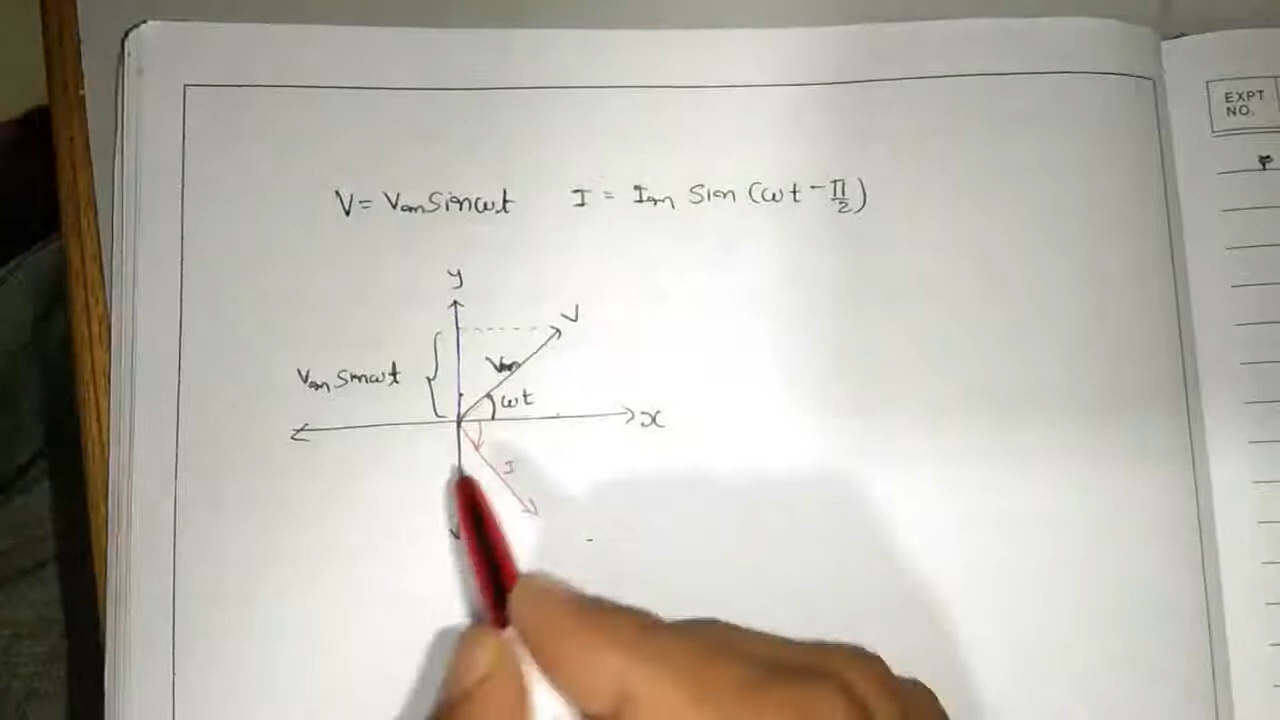 V = Vm Sinωt I = Im Sin (ωt - π/2)
y
V
Vm
Vm Sinωt
ωt
x
I
EXPT
NO.